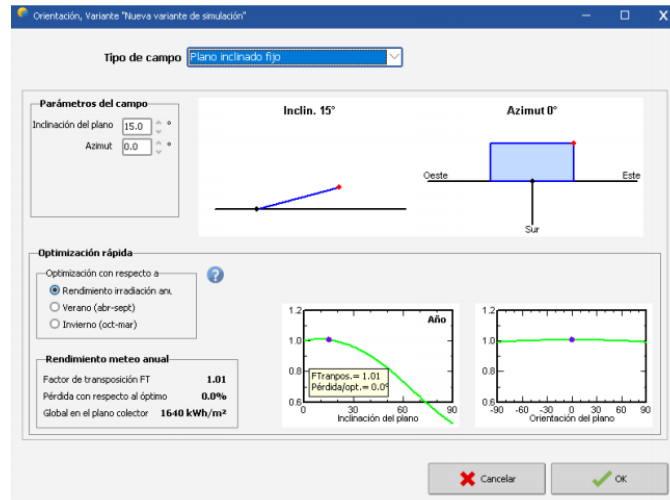 Orientación, Variante "Nueva variante de simulación"
Tipo de campo Plano inclinado fijo
Parámetros del campo
Inclinación del plano 15.0 °
Azimut 0.0 °
Inclin. 15°
Azimut 0°
Oeste
Este
Sur
Optimización rápida
Optimización con respecto a
Rendimiento irradiación anu.
Verano (abr-sept)
Invierno (oct-mar)
?
Rendimiento meteo anual
Factor de transposición FT 1.01
Pérdida con respecto al óptimo 0.0%
Global en el plano colector 1640 kWh/m²
Año
1.2
1.0
0.8
0.6
FTranpos.= 1.01
Pérdida/opt.= 0.0°
0 30 60 90
Inclinación del plano
1.2
1.0
0.8
0.6
-90 -60 -30 0 30 60 90
Orientación del plano
Cancelar
OK